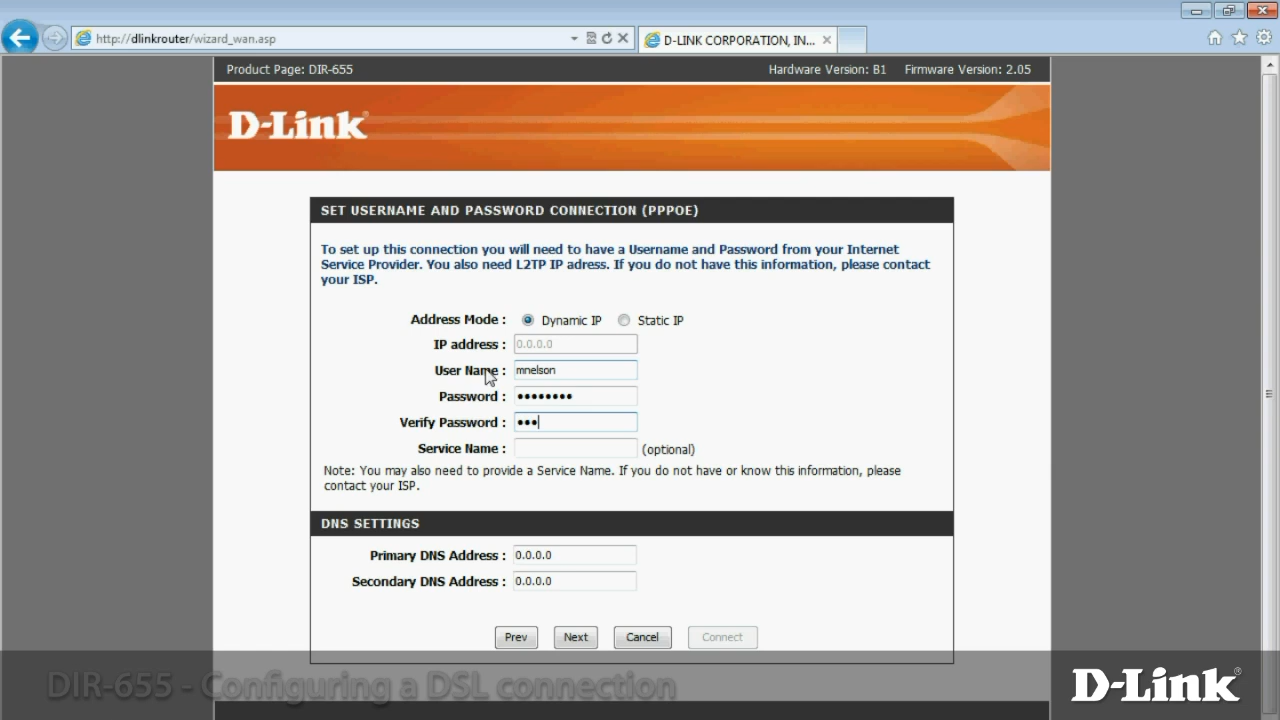 http://dlinkrouter/wizard_wan.asp
D-LINK CORPORATION, IN...
Product Page: DIR-655 Hardware Version: B1 Firmware Version: 2.05
D-Link
SET USERNAME AND PASSWORD CONNECTION (PPPOE)
To set up this connection you will need to have a Username and Password from your Internet
Service Provider. You also need L2TP IP adress. If you do not have this information, please contact
your ISP.
Address Mode : Dynamic IP Static IP
IP address : 0.0.0.0
User Name : mnelson
Password : ••••••••
Verify Password : •••
Service Name : (optional)
Note: You may also need to provide a Service Name. If you do not have or know this information, please
contact your ISP.
DNS SETTINGS
Primary DNS Address : 0.0.0.0
Secondary DNS Address : 0.0.0.0
Prev Next Cancel Connect
DIR-655 - Configuring a DSL connection
D-Link